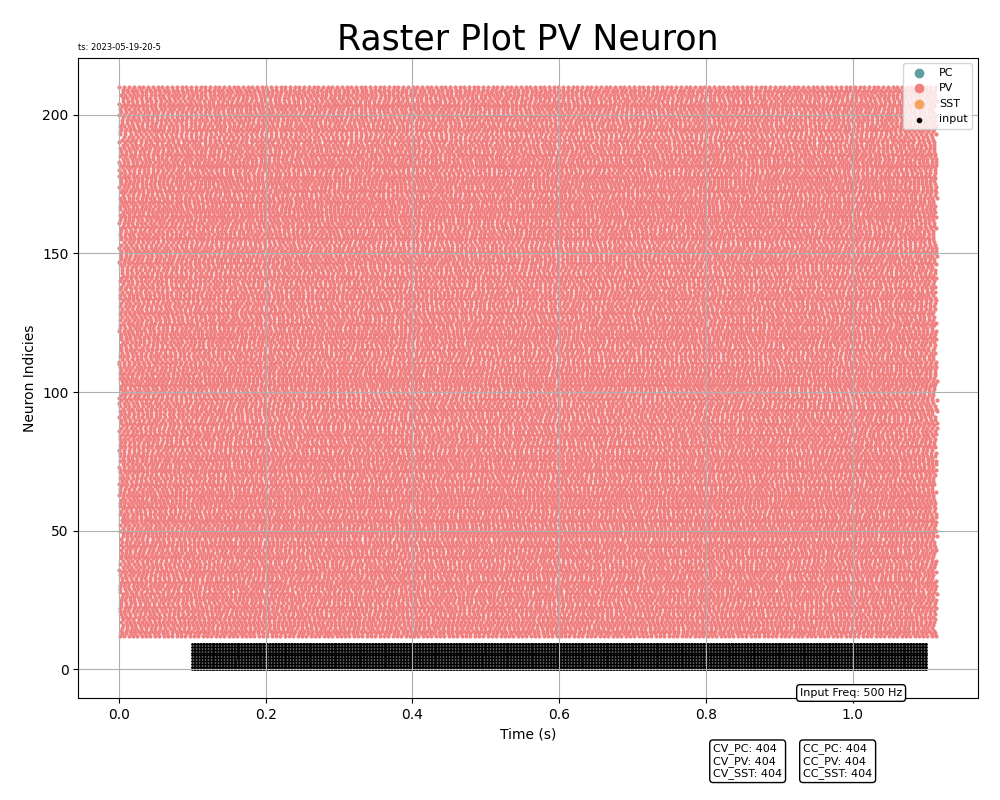 Raster Plot PV Neuron
ts: 2023-05-19-20-5
PC
PV
SST
input
200
150
100
50
0
Neuron Indicies
0.0 0.2 0.4 0.6 0.8 1.0
Time (s)
Input Freq: 500 Hz
CV_PC: 404
CV_PV: 404
CV_SST: 404
CC_PC: 404
CC_PV: 404
CC_SST: 404